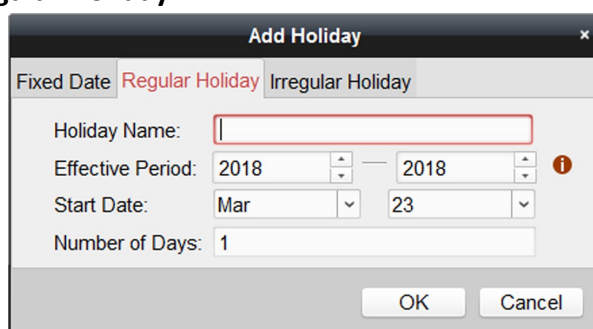 Add Holiday ×
Fixed Date Regular Holiday Irregular Holiday
Holiday Name:
Effective Period: 2018 — 2018
Start Date: Mar 23
Number of Days: 1
OK Cancel